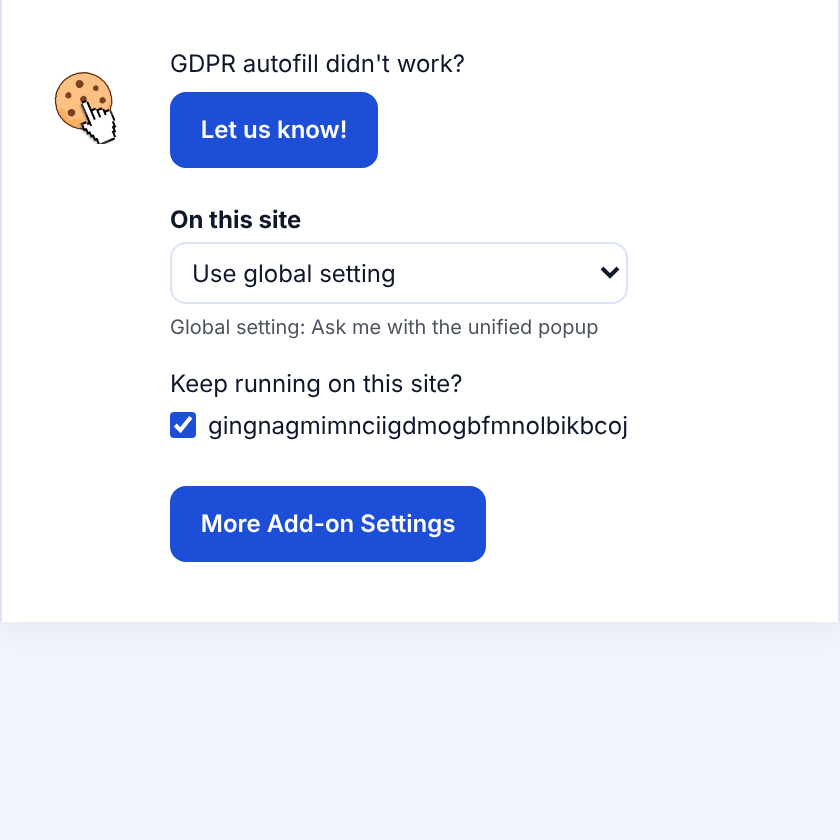 GDPR autofill didn't work?
Let us know!
On this site
Use global setting
Global setting: Ask me with the unified popup
Keep running on this site?
gingnagmimnciigdmogbfmnolbikbcoj
More Add-on Settings